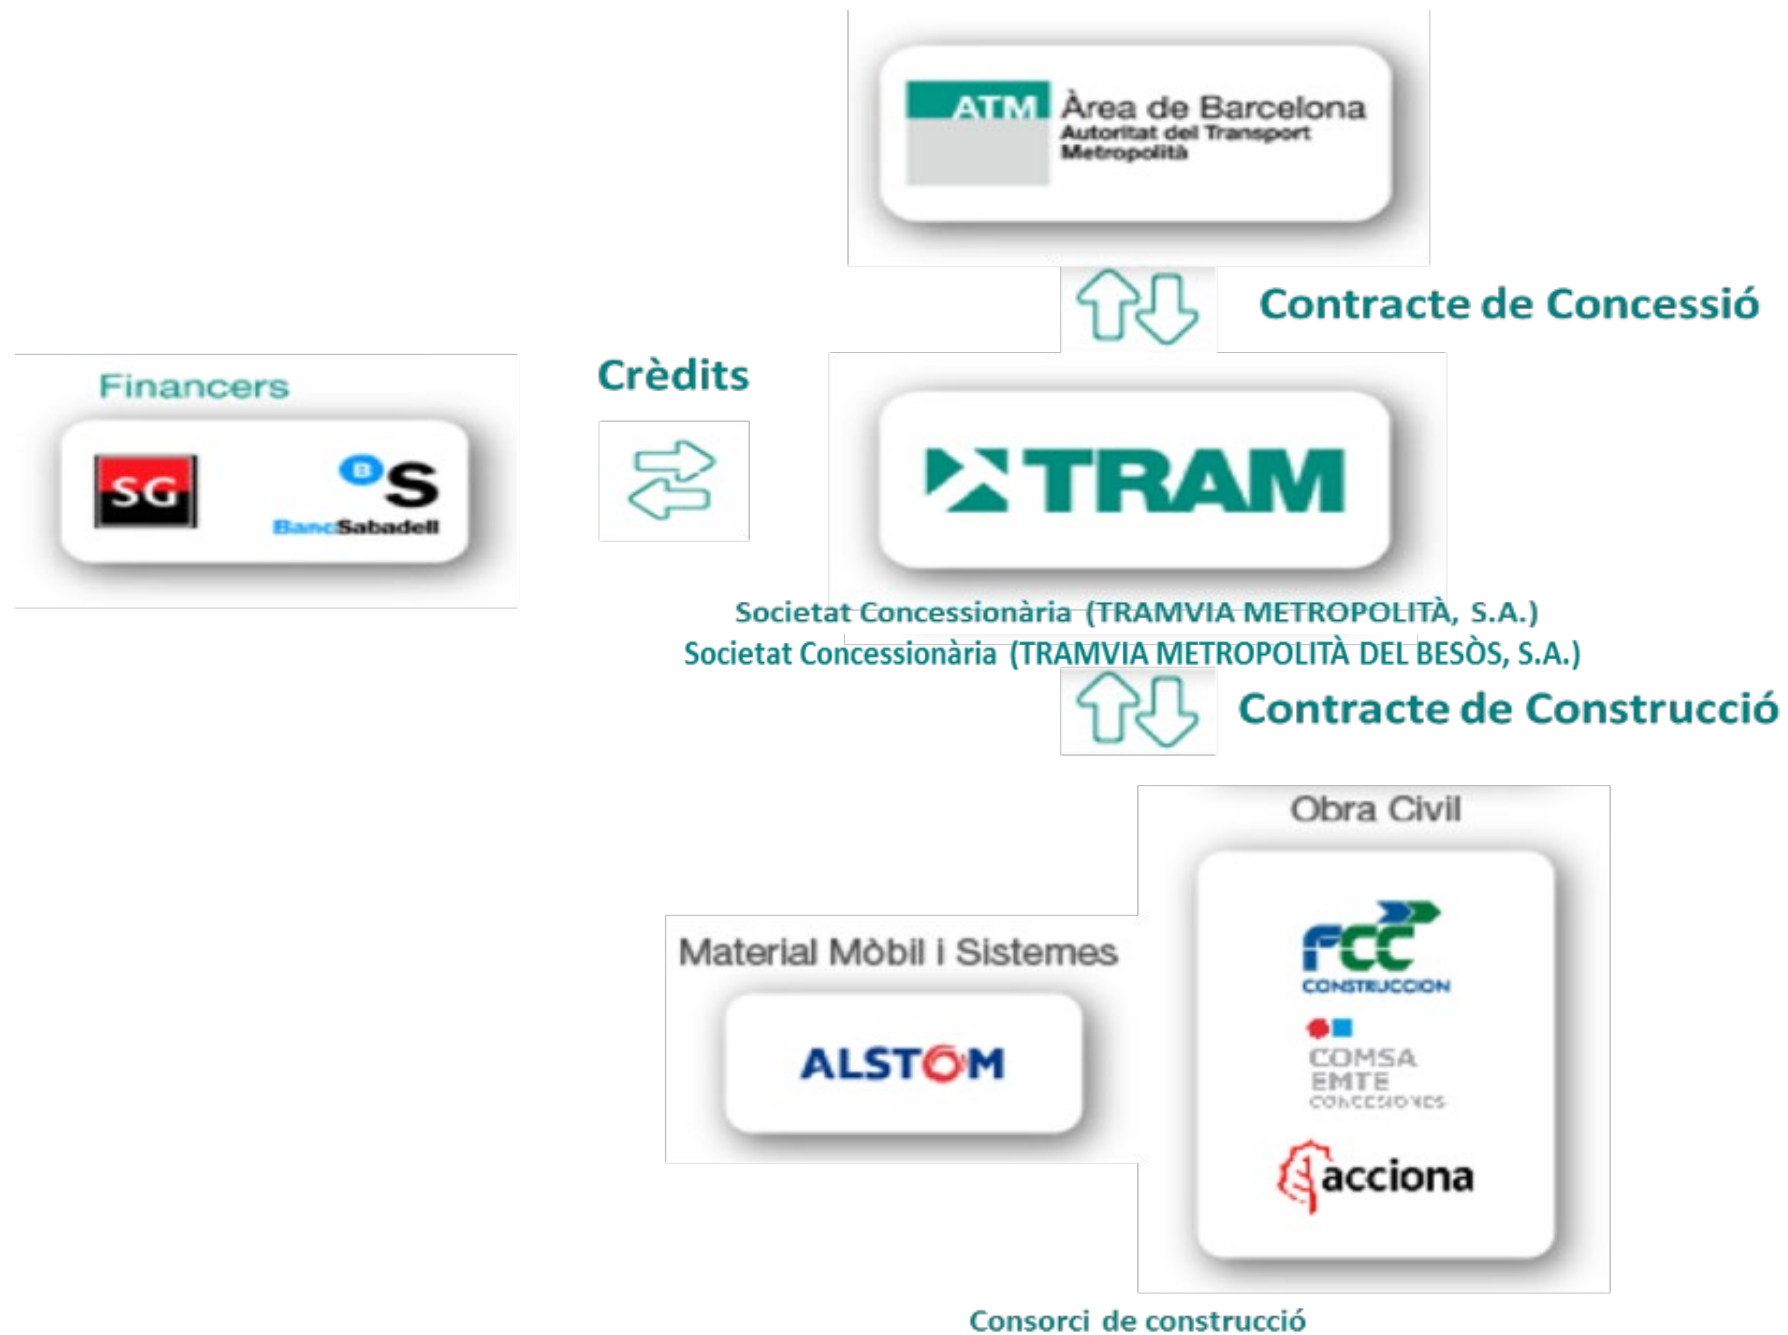 ATM
Àrea de Barcelona
Autoritat del Transport
Metropolità
Contracte de Concessió
Crèdits
Financers
SG
BS
BancSabadell
TRAM
Societat Concessionària (TRAMVIA METROPOLITÀ, S.A.)
Societat Concessionària (TRAMVIA METROPOLITÀ DEL BESÒS, S.A.)
Contracte de Construcció
Obra Civil
FCC
CONSTRUCCION
COMSA
EMTE
CONCESIONES
acciona
Material Mòbil i Sistemes
ALSTOM
Consorci de construcció